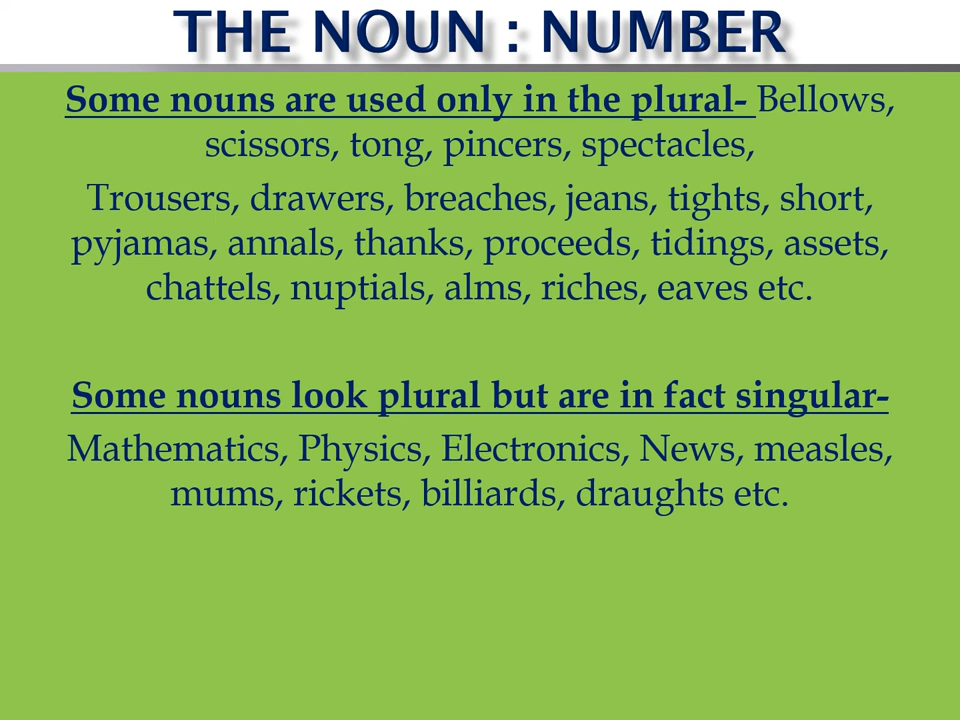 THE NOUN : NUMBER
Some nouns are used only in the plural- Bellows,
scissors, tong, pincers, spectacles,
Trousers, drawers, breaches, jeans, tights, short,
pyjamas, annals, thanks, proceeds, tidings, assets,
chattels, nuptials, alms, riches, eaves etc.
Some nouns look plural but are in fact singular-
Mathematics, Physics, Electronics, News, measles,
mums, rickets, billiards, draughts etc.